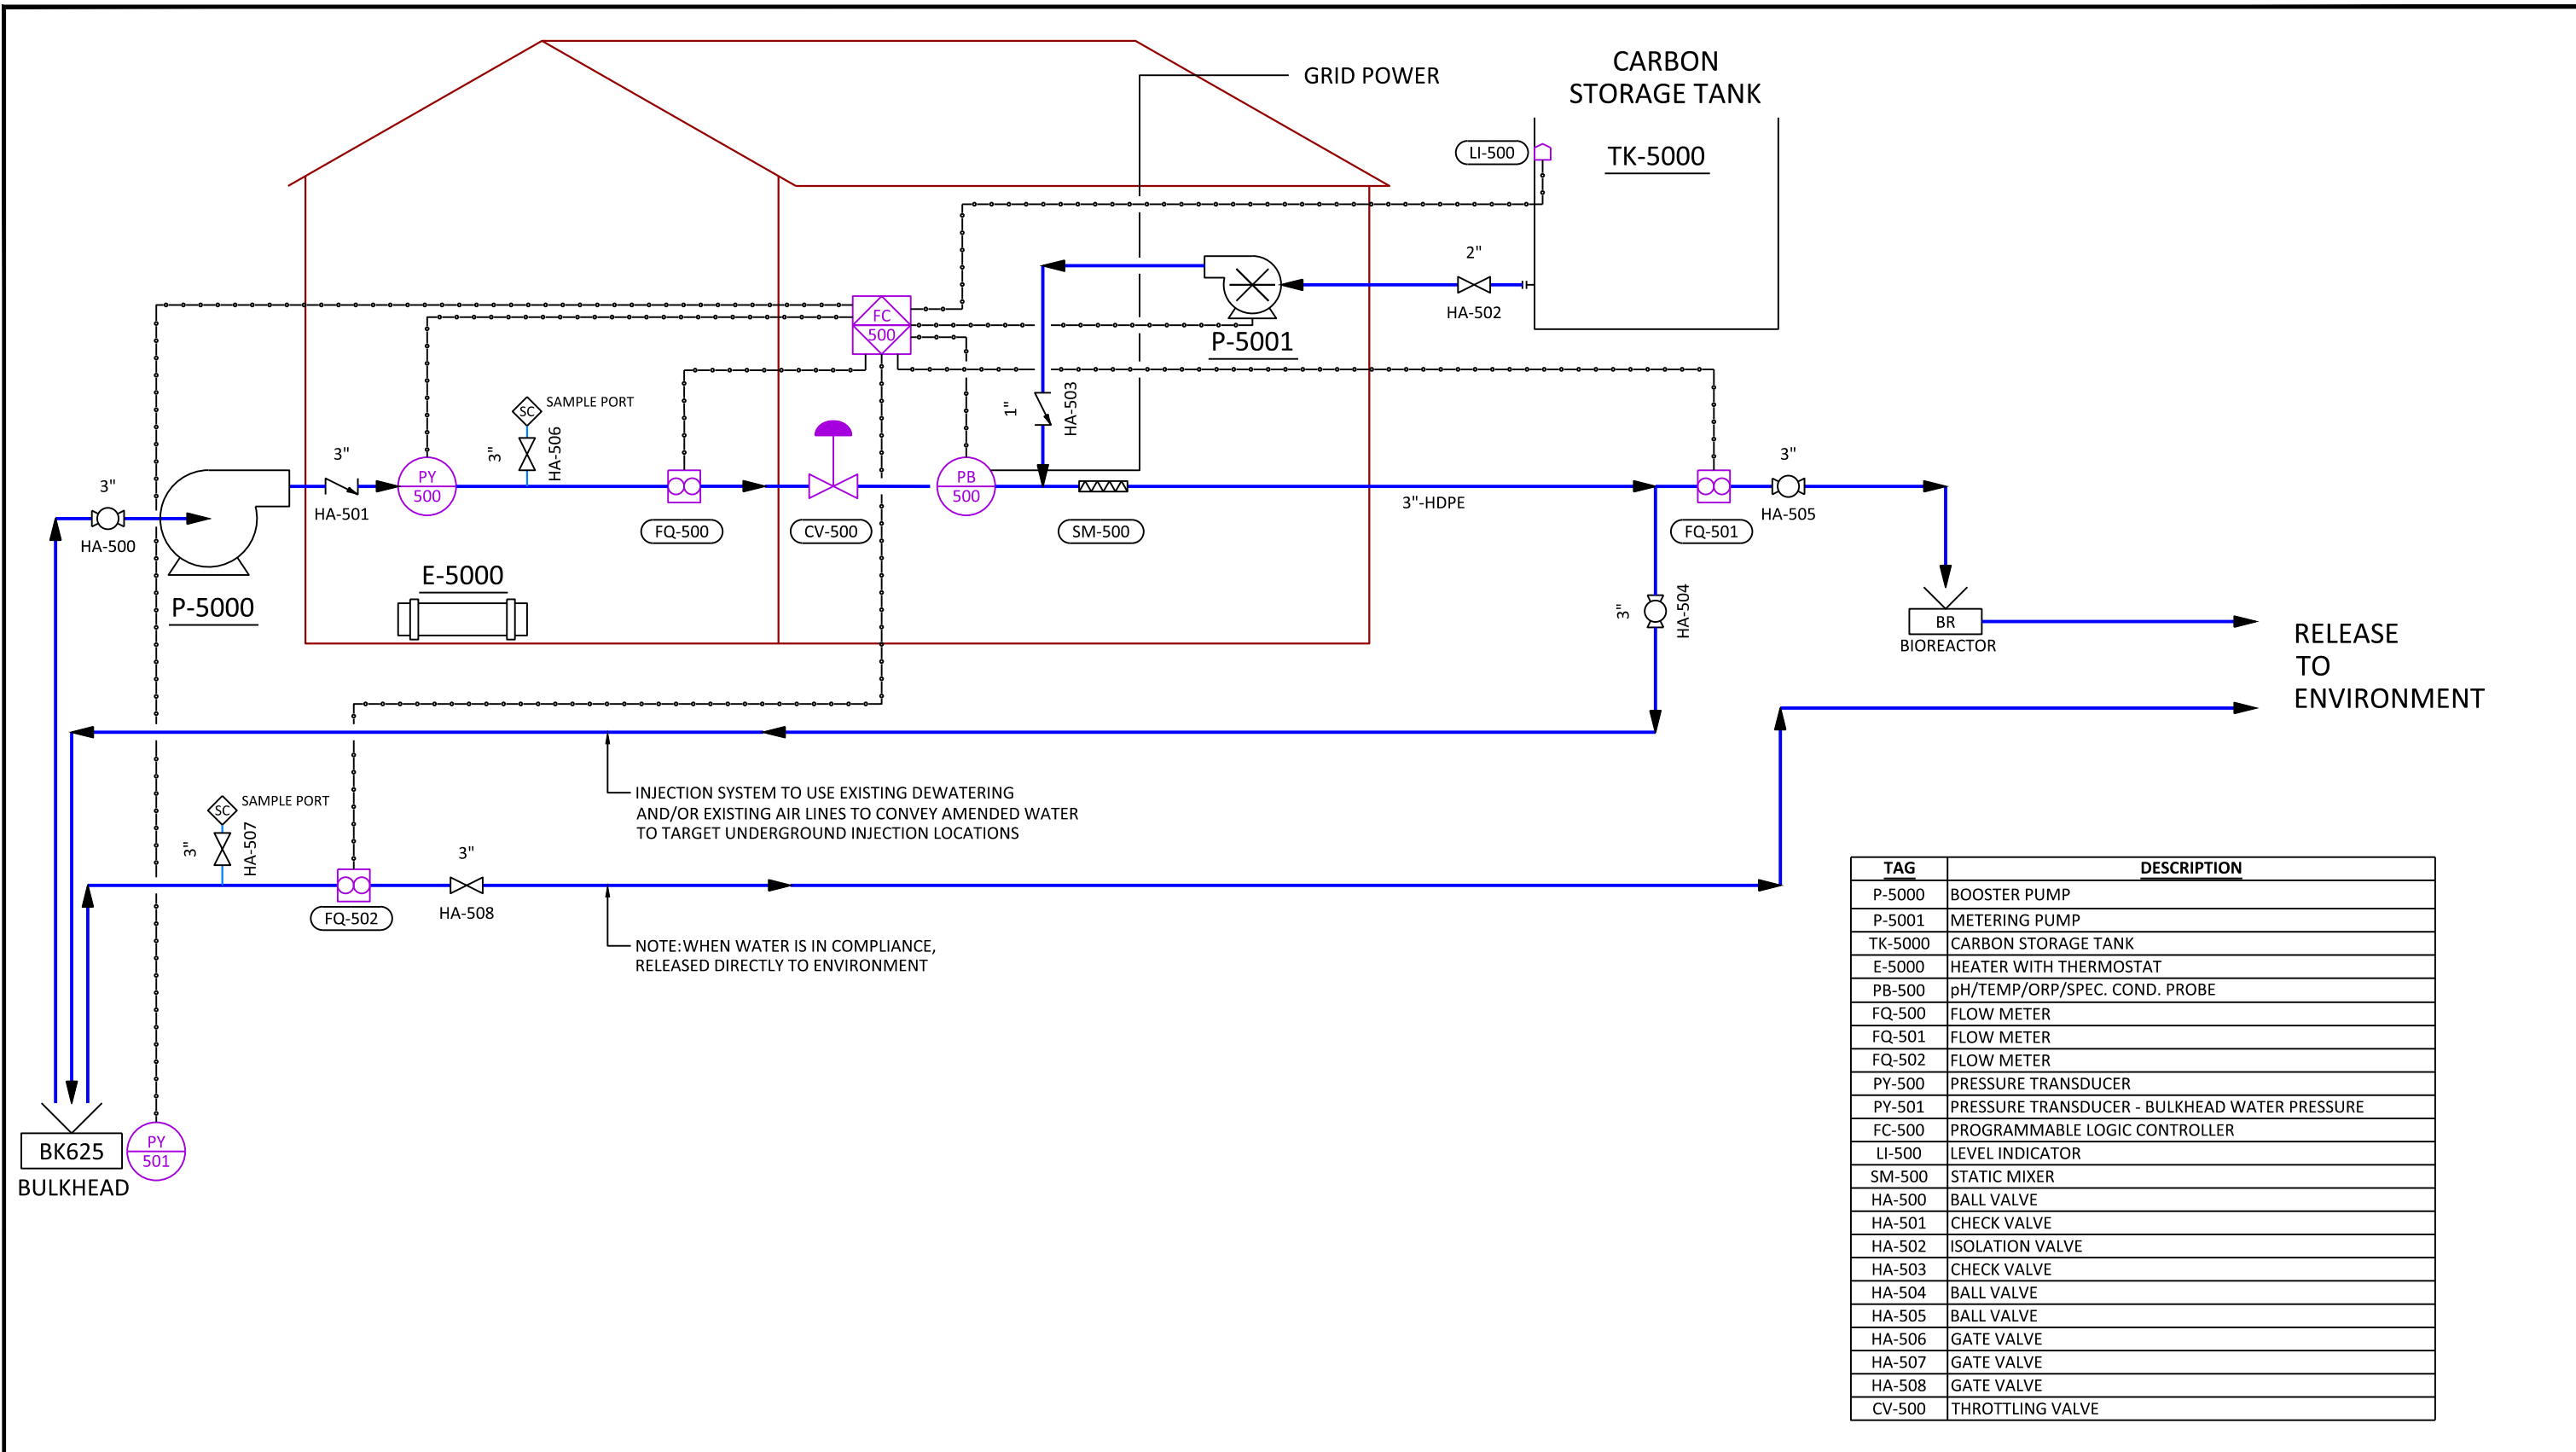 GRID POWER
CARBON
STORAGE TANK
TK-5000
LI-500
2"
HA-502
P-5001
FC
500
1"
HA-503
SC
SAMPLE PORT
3"
HA-506
3"
HA-500
P-5000
3"
HA-501
PY
500
FQ-500
CV-500
PB
500
SM-500
3"-HDPE
FQ-501
3"
HA-505
E-5000
3"
HA-504
BR
BIOREACTOR
RELEASE
TO
ENVIRONMENT
INJECTION SYSTEM TO USE EXISTING DEWATERING
AND/OR EXISTING AIR LINES TO CONVEY AMENDED WATER
TO TARGET UNDERGROUND INJECTION LOCATIONS
SC
SAMPLE PORT
3"
HA-507
FQ-502
3"
HA-508
NOTE:WHEN WATER IS IN COMPLIANCE,
RELEASED DIRECTLY TO ENVIRONMENT
BK625
BULKHEAD
PY
501
TAG DESCRIPTION
P-5000 BOOSTER PUMP
P-5001 METERING PUMP
TK-5000 CARBON STORAGE TANK
E-5000 HEATER WITH THERMOSTAT
PB-500 pH/TEMP/ORP/SPEC. COND. PROBE
FQ-500 FLOW METER
FQ-501 FLOW METER
FQ-502 FLOW METER
PY-500 PRESSURE TRANSDUCER
PY-501 PRESSURE TRANSDUCER - BULKHEAD WATER PRESSURE
FC-500 PROGRAMMABLE LOGIC CONTROLLER
LI-500 LEVEL INDICATOR
SM-500 STATIC MIXER
HA-500 BALL VALVE
HA-501 CHECK VALVE
HA-502 ISOLATION VALVE
HA-503 CHECK VALVE
HA-504 BALL VALVE
HA-505 BALL VALVE
HA-506 GATE VALVE
HA-507 GATE VALVE
HA-508 GATE VALVE
CV-500 THROTTLING VALVE